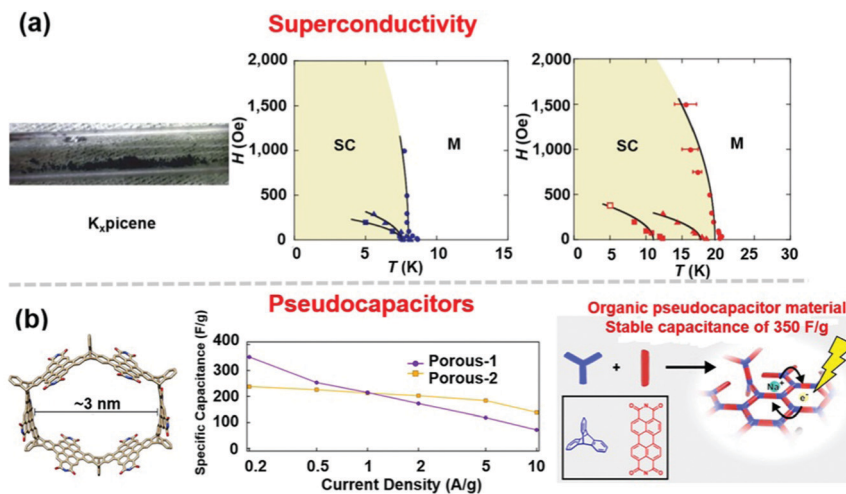 (a)
Superconductivity
KₓPicene
2,000
1,500
1,000
500
0
H (Oe)
SC
M
0
5
10
15
T (K)
2,000
1,500
1,000
500
0
H (Oe)
SC
M
0
5
10
15
20
25
30
T (K)
(b)
Pseudocapacitors
~3 nm
Specific Capacitance (F/g)
400
300
200
100
0
Porous-1
Porous-2
0.2
0.5
1
2
5
10
Current Density (A/g)
Organic pseudocapacitor material
Stable capacitance of 350 F/g
+
Na⁺
e⁻
O
N
O
O
N
O